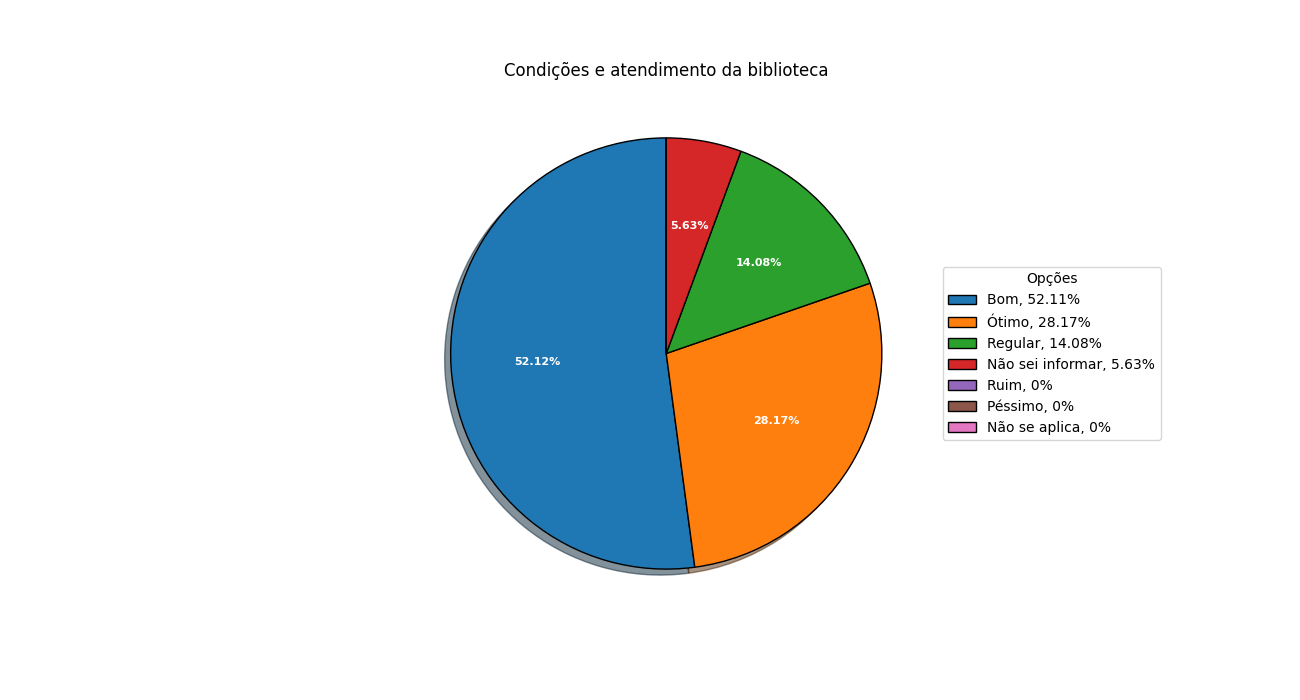 Condições e atendimento da biblioteca
5.63%
14.08%
52.12%
28.17%
Opções
Bom, 52.11%
Ótimo, 28.17%
Regular, 14.08%
Não sei informar, 5.63%
Ruim, 0%
Péssimo, 0%
Não se aplica, 0%